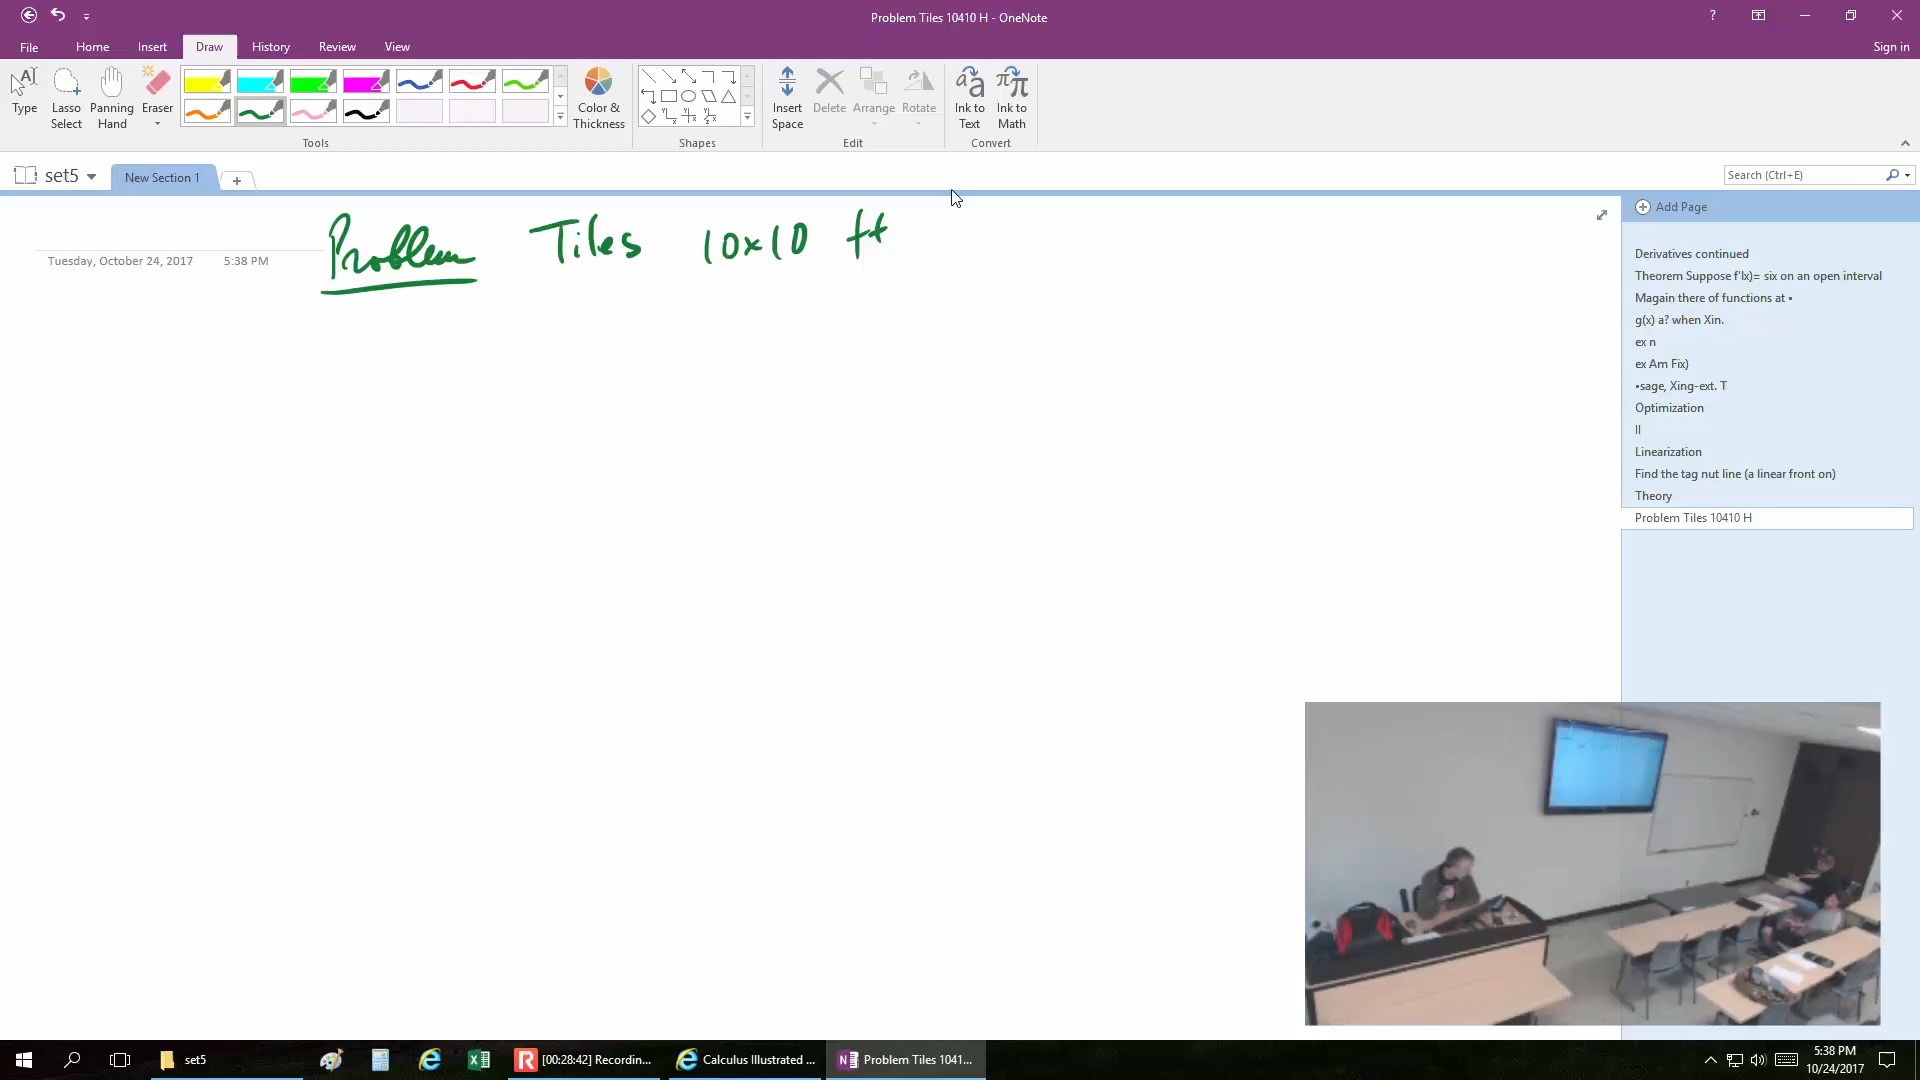 Problem Tiles 10410 H - OneNote
?
File
Home
Insert
Draw
History
Review
View
Sign in
Type
Lasso Select
Panning Hand
Eraser
Color & Thickness
Insert Space
Delete
Arrange
Rotate
Ink to Text
Ink to Math
Tools
Shapes
Edit
Convert
set5
New Section 1
Search (Ctrl+E)
Problem Tiles 10x10 ft
Tuesday, October 24, 2017 5:38 PM
Add Page
Derivatives continued
Theorem Suppose f'Ix)= six on an open interval
Magain there of functions at •
g(x) a? when Xin.
ex n
ex Am Fix)
•sage, Xing-ext. T
Optimization
II
Linearization
Find the tag nut line (a linear front on)
Theory
Problem Tiles 10410 H
set5
[00:28:42] Recordin...
Calculus Illustrated ...
Problem Tiles 1041...
5:38 PM
10/24/2017